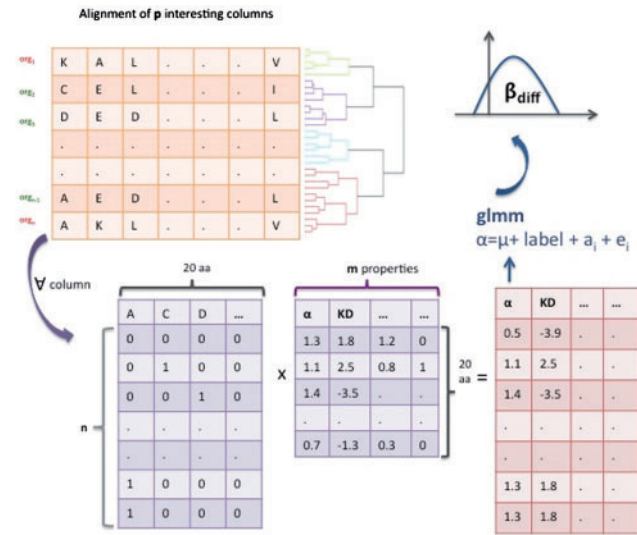 Alignment of p interesting columns
org₁ K A L . . . V
org₂ C E L . . . I
org₃ D E D . . . L
. . . . . . .
. . . . . . .
orgₙ₋₁ A E D . . . L
orgₙ A K L . . . V
βdiff
glmm
α=μ+ label + aᵢ + eᵢ
∀ column
20 aa
m properties
A C D ...
0 0 0 0
0 1 0 0
0 0 1 0
. . . .
. . . .
1 0 0 0
1 0 0 0
n
x
α KD ... ...
1.3 1.8 1.2 0
1.1 2.5 0.8 1
1.4 -3.5 . .
. . . .
0.7 -1.3 0.3 0
20
aa =
α KD ... ...
0.5 -3.9 . .
1.1 2.5 . .
1.4 -3.5 . .
. . . .
. . . .
1.3 1.8 . .
1.3 1.8 . .